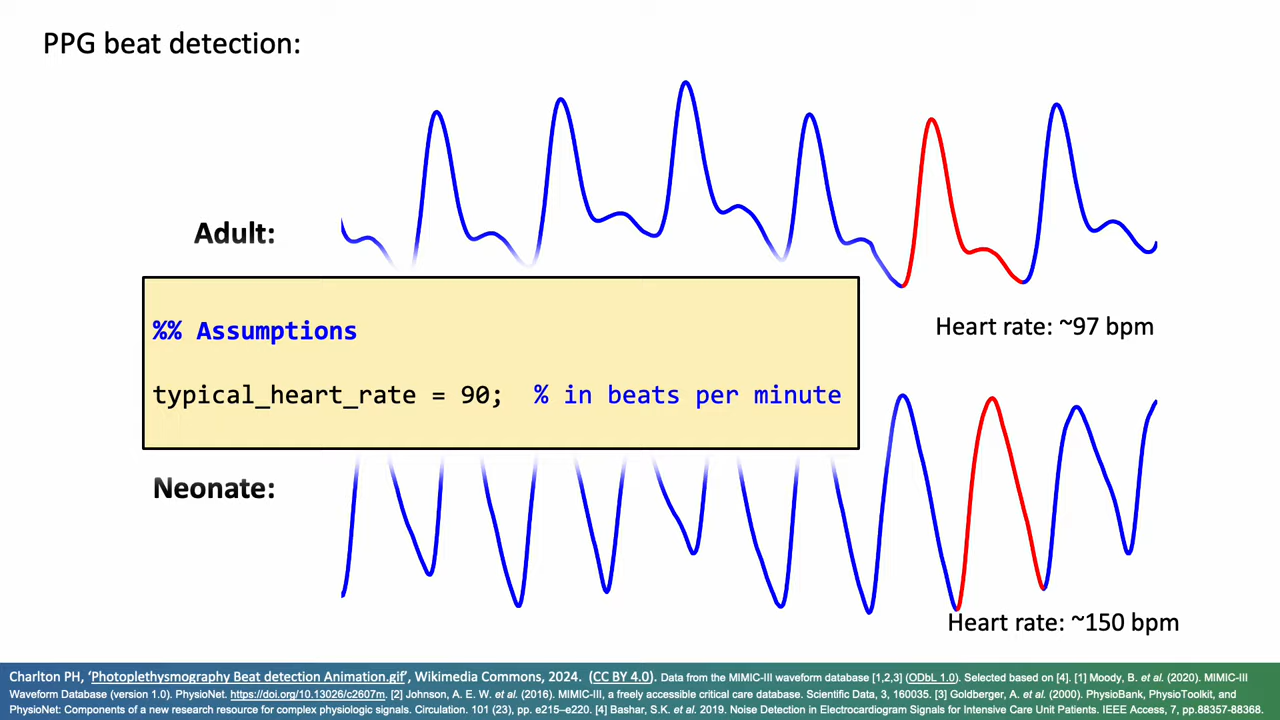 PPG beat detection:
Adult:
%% Assumptions
Heart rate: ~97 bpm
typical_heart_rate = 90;  % in beats per minute
Neonate:
Heart rate: ~150 bpm
Charlton PH, ‘Photoplethysmography Beat detection Animation.gif’, Wikimedia Commons, 2024. (CC BY 4.0). Data from the MIMIC-III waveform database [1,2,3] (ODbL 1.0). Selected based on [4]. [1] Moody, B. et al. (2020). MIMIC-III
Waveform Database (version 1.0). PhysioNet. https://doi.org/10.13026/c2607m. [2] Johnson, A. E. W. et al. (2016). MIMIC-III, a freely accessible critical care database. Scientific Data, 3, 160035. [3] Goldberger, A. et al. (2000). PhysioBank, PhysioToolkit, and
PhysioNet: Components of a new research resource for complex physiologic signals. Circulation. 101 (23), pp. e215–e220. [4] Bashar, S.K. et al. 2019. Noise Detection in Electrocardiogram Signals for Intensive Care Unit Patients. IEEE Access, 7, pp.88357-88368.